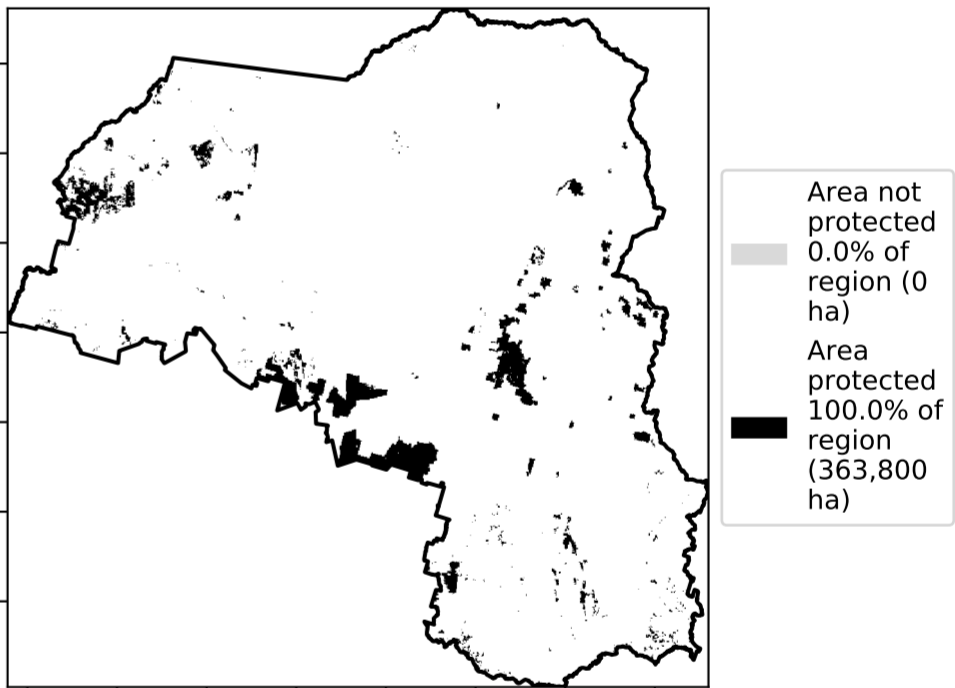 Area not
protected
0.0% of
region (0
ha)
Area
protected
100.0% of
region
(363,800
ha)